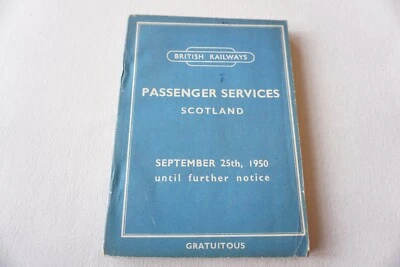 BRITISH RAILWAYS
PASSENGER SERVICES
SCOTLAND
SEPTEMBER 25th, 1950
until further notice
GRATUITOUS